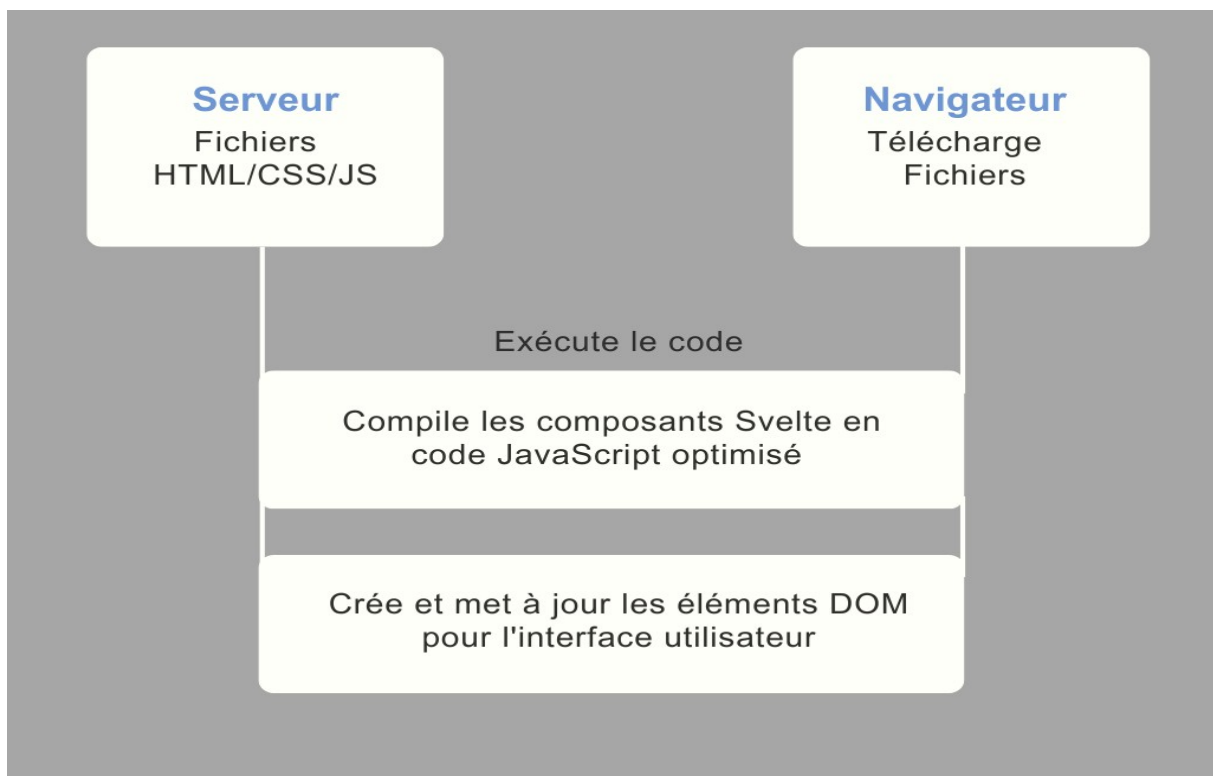 Serveur
Fichiers
HTML/CSS/JS
Navigateur
Télécharge
Fichiers
Exécute le code
Compile les composants Svelte en
code JavaScript optimisé
Crée et met à jour les éléments DOM
pour l'interface utilisateur